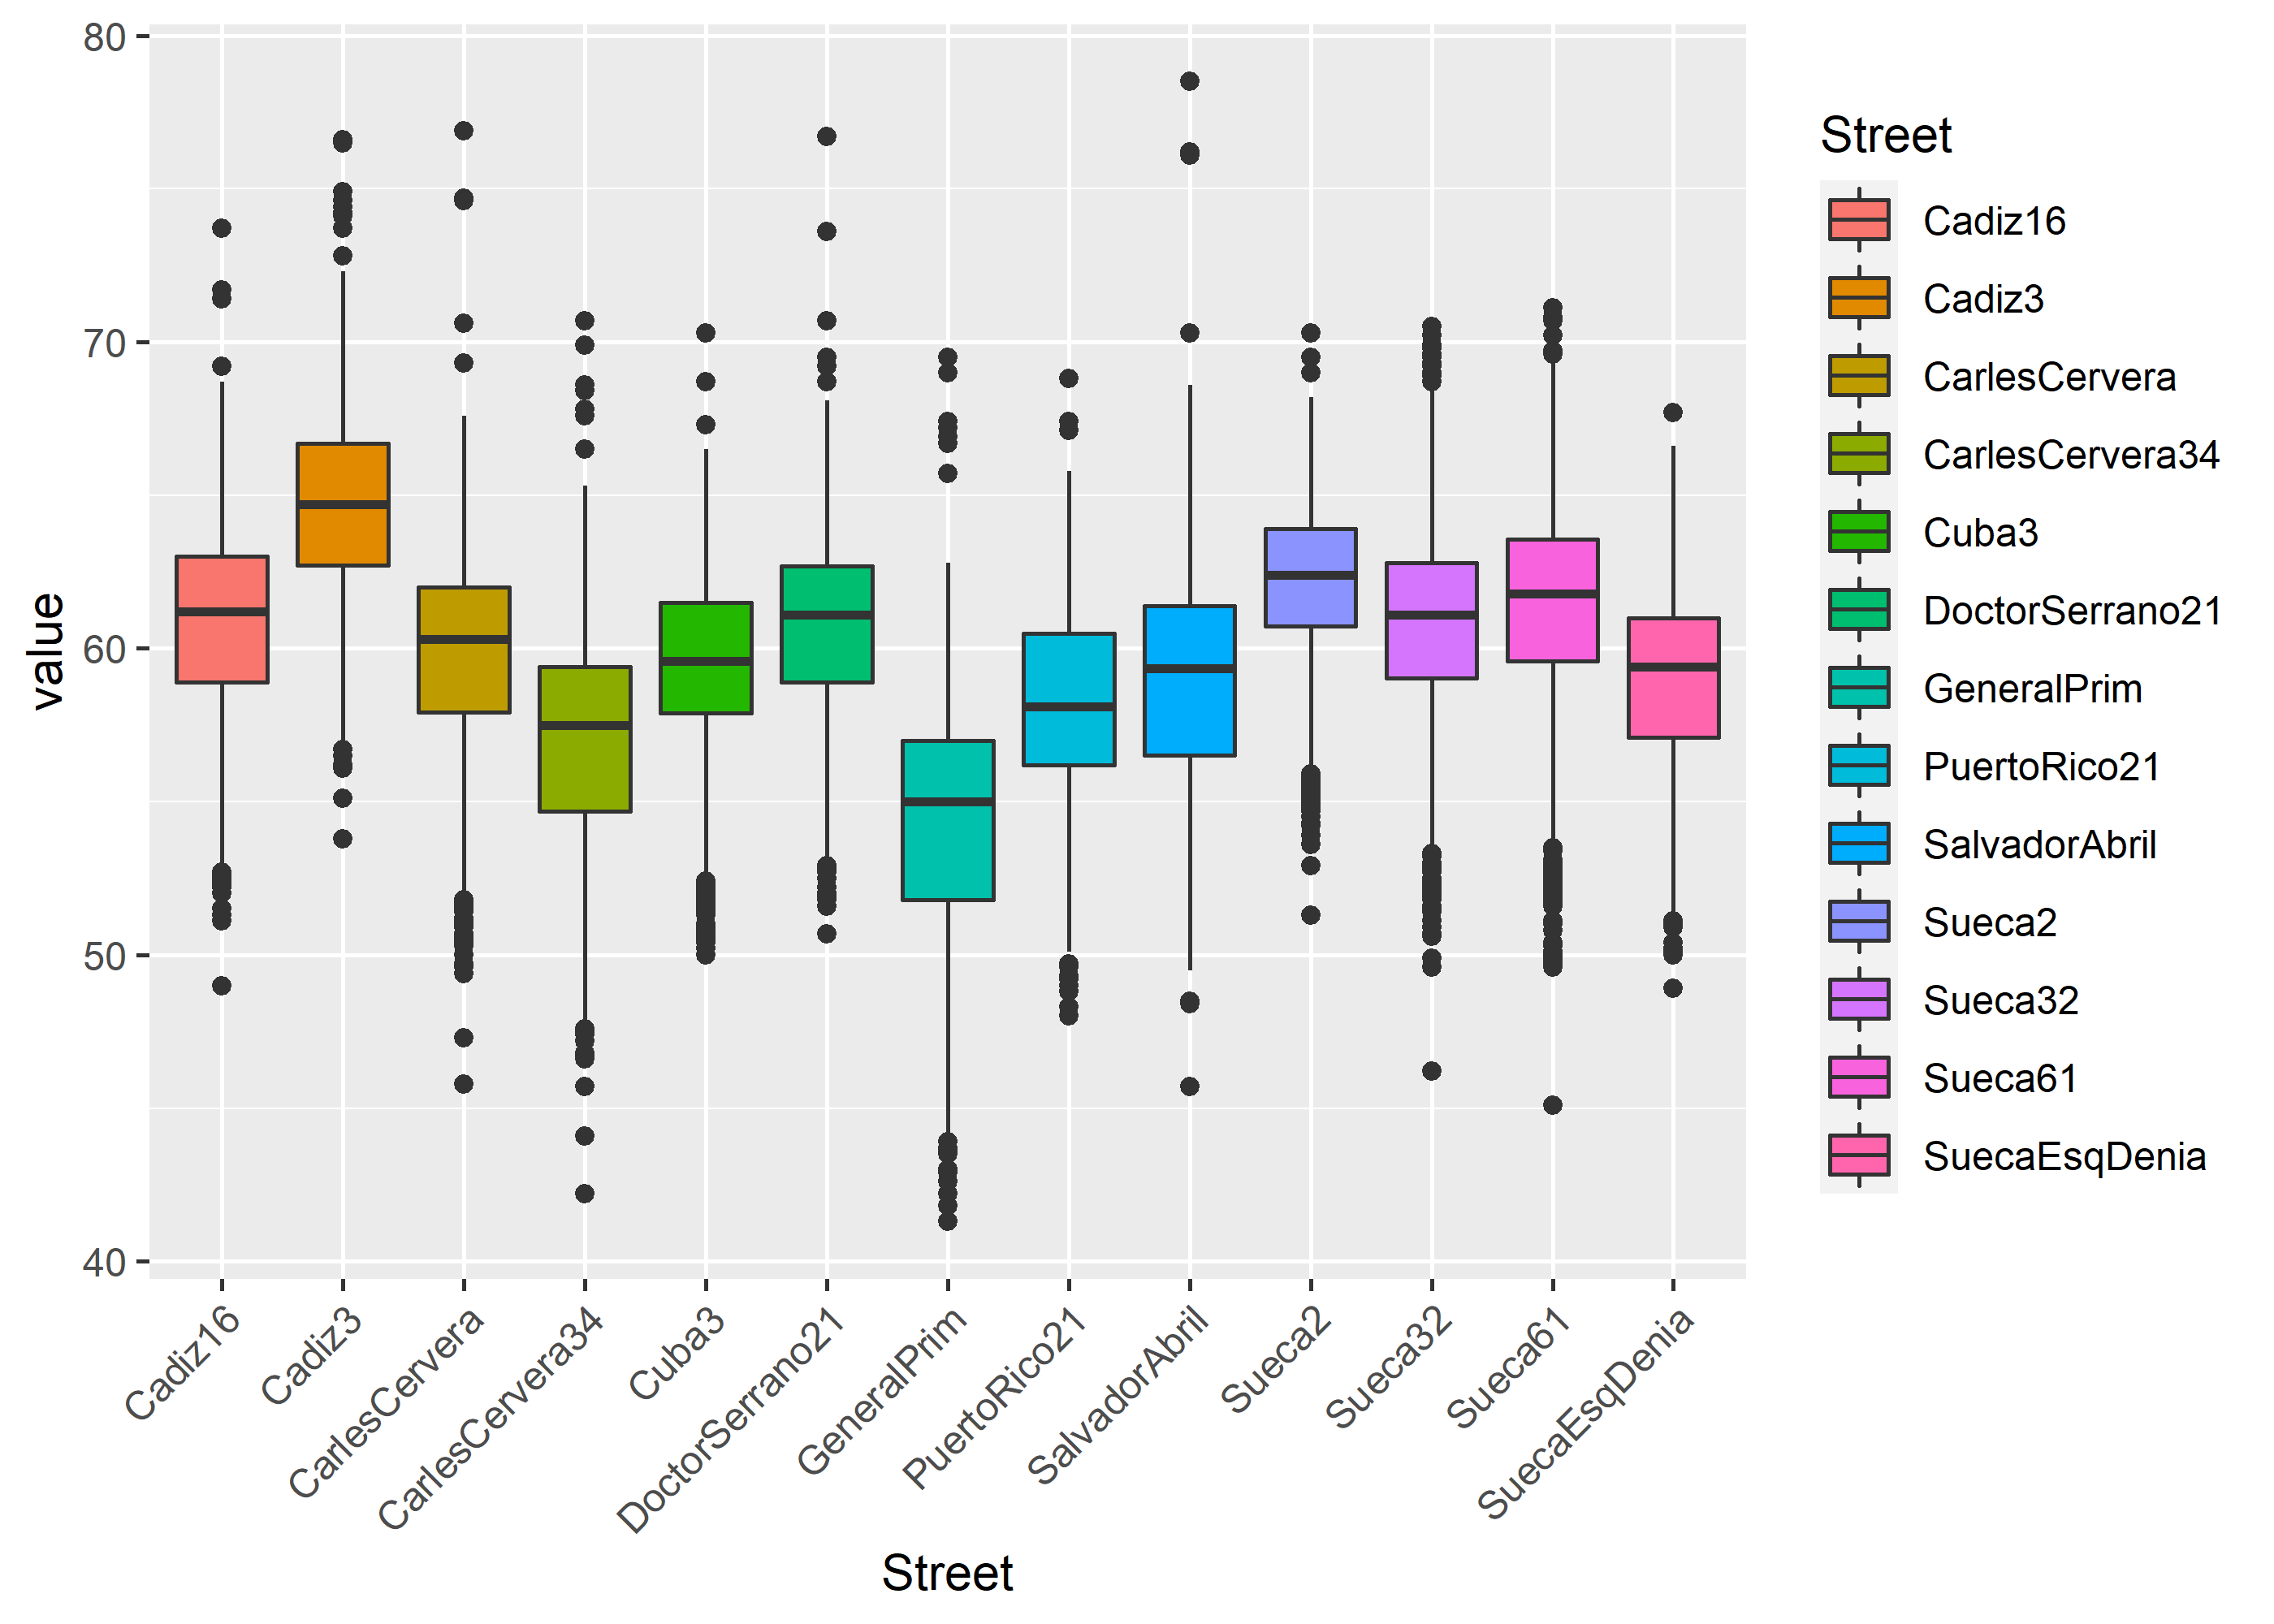 80
70
60
50
40
value
Cadiz16
Cadiz3
CarlesCervera
CarlesCervera34
Cuba3
DoctorSerrano21
GeneralPrim
PuertoRico21
SalvadorAbril
Sueca2
Sueca32
Sueca61
SuecaEsqDenia
Street
Street
Cadiz16
Cadiz3
CarlesCervera
CarlesCervera34
Cuba3
DoctorSerrano21
GeneralPrim
PuertoRico21
SalvadorAbril
Sueca2
Sueca32
Sueca61
SuecaEsqDenia